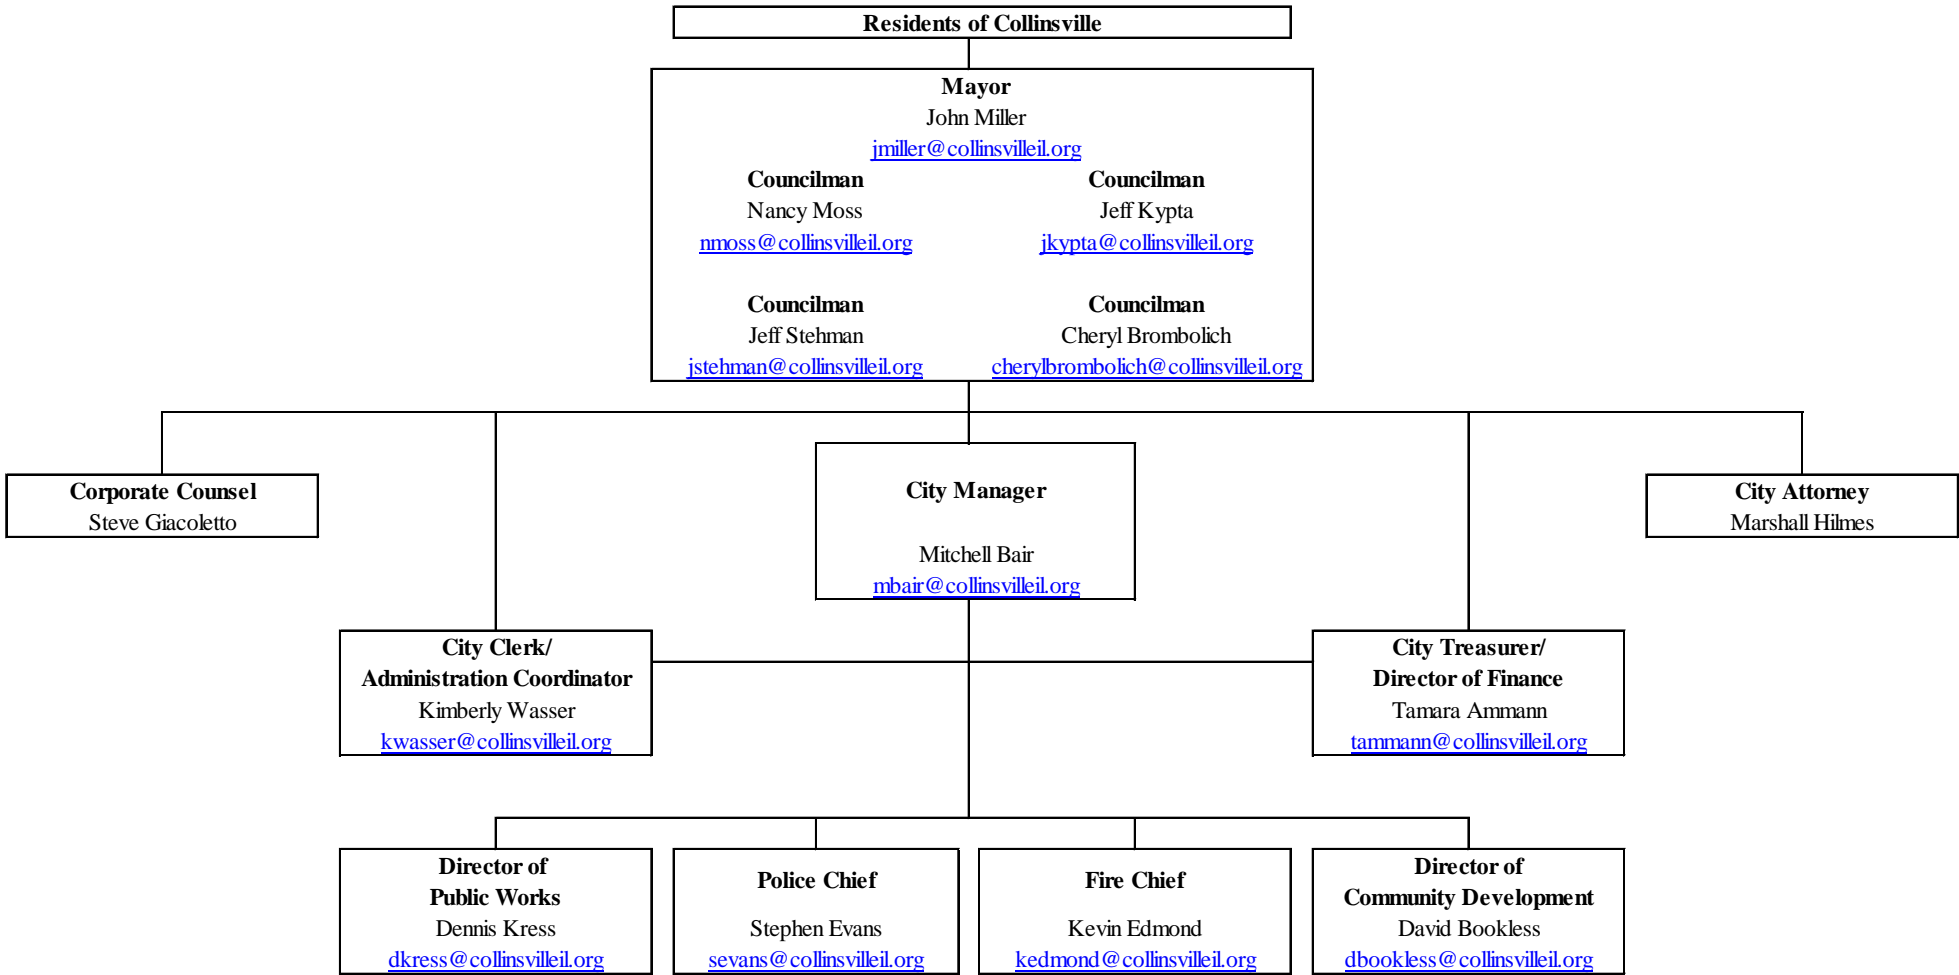 Residents of Collinsville
Mayor
John Miller
jmiller@collinsvilleil.org
Councilman
Nancy Moss
nmoss@collinsvilleil.org
Councilman
Jeff Kypta
jkypta@collinsvilleil.org
Councilman
Jeff Stehman
jstehman@collinsvilleil.org
Councilman
Cheryl Brombolich
cherylbrombolich@collinsvilleil.org
Corporate Counsel
Steve Giacoletto
City Manager
Mitchell Bair
mbair@collinsvilleil.org
City Attorney
Marshall Hilmes
City Clerk/
Administration Coordinator
Kimberly Wasser
kwasser@collinsvilleil.org
City Treasurer/
Director of Finance
Tamara Ammann
tammann@collinsvilleil.org
Director of
Public Works
Dennis Kress
dkress@collinsvilleil.org
Police Chief
Stephen Evans
sevans@collinsvilleil.org
Fire Chief
Kevin Edmond
kedmond@collinsvilleil.org
Director of
Community Development
David Bookless
dbookless@collinsvilleil.org